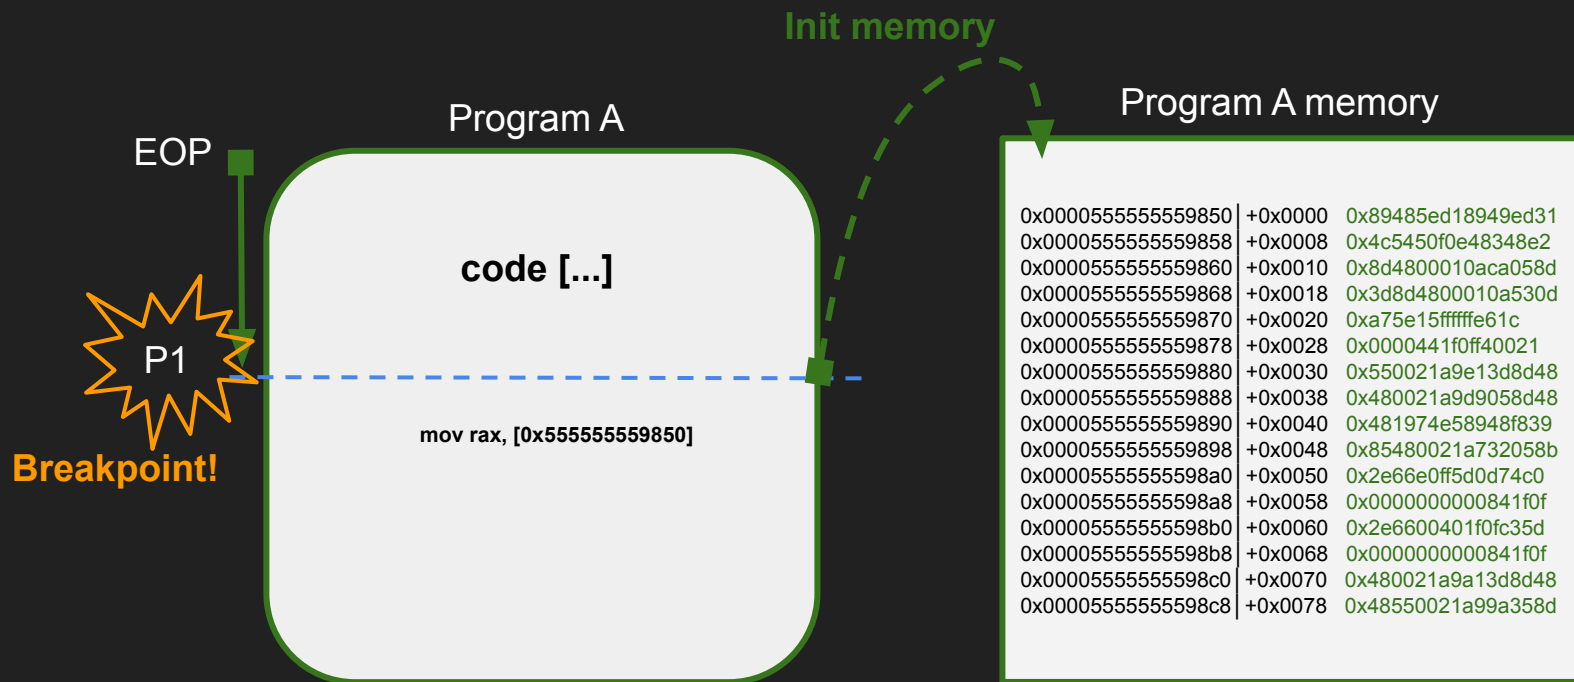 Init memory
Program A
Program A memory
EOP
code [...]
P1
Breakpoint!
mov rax, [0x555555559850]
0x0000555555559850| +0x0000 0x89485ed18949ed31
0x0000555555559858| +0x0008 0x4c5450f0e48348e2
0x0000555555559860| +0x0010 0x8d4800010aca058d
0x0000555555559868| +0x0018 0x3d8d4800010a530d
0x0000555555559870| +0x0020 0xa75e15ffffffe61c
0x0000555555559878| +0x0028 0x0000441f0ff40021
0x0000555555559880| +0x0030 0x550021a9e13d8d48
0x0000555555559888| +0x0038 0x480021a9d9058d48
0x0000555555559890| +0x0040 0x481974e58948f839
0x0000555555559898| +0x0048 0x85480021a732058b
0x00005555555598a0| +0x0050 0x2e66e0ff5d0d74c0
0x00005555555598a8| +0x0058 0x0000000000841f0f
0x00005555555598b0| +0x0060 0x2e6600401f0fc35d
0x00005555555598b8| +0x0068 0x0000000000841f0f
0x00005555555598c0| +0x0070 0x480021a9a13d8d48
0x00005555555598c8| +0x0078 0x48550021a99a358d